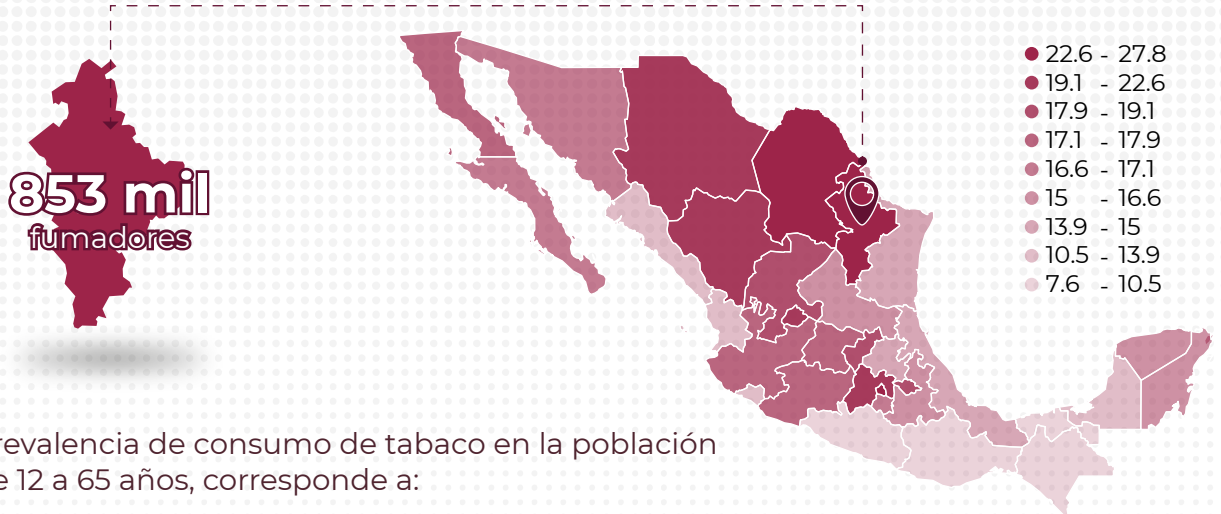 853 mil
fumadores
22.6 - 27.8
19.1 - 22.6
17.9 - 19.1
17.1 - 17.9
16.6 - 17.1
15 - 16.6
13.9 - 15
10.5 - 13.9
7.6 - 10.5
revalencia de consumo de tabaco en la población
e 12 a 65 años, corresponde a: